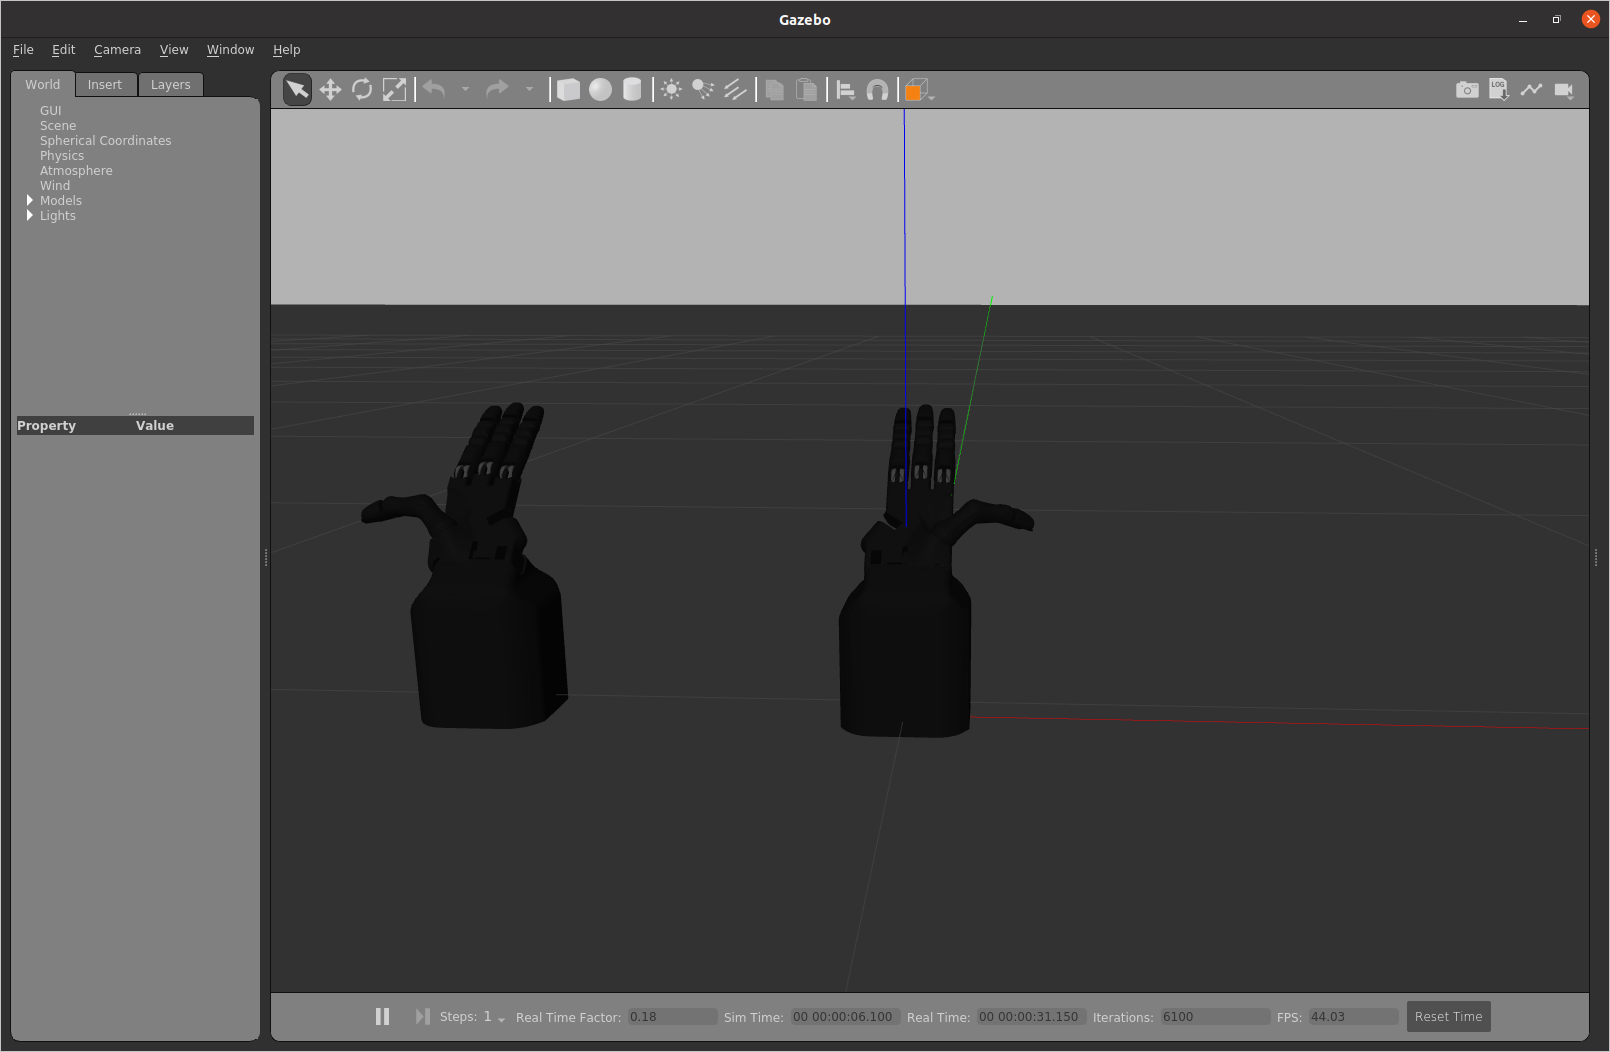 Gazebo
File Edit Camera View Window Help
World Insert Layers
GUI
Scene
Spherical Coordinates
Physics
Atmosphere
Wind
Models
Lights
Property Value
LOG
Steps: 1 Real Time Factor: 0.18 Sim Time: 00 00:00:06.100 Real Time: 00 00:00:31.150 Iterations: 6100 FPS: 44.03 Reset Time